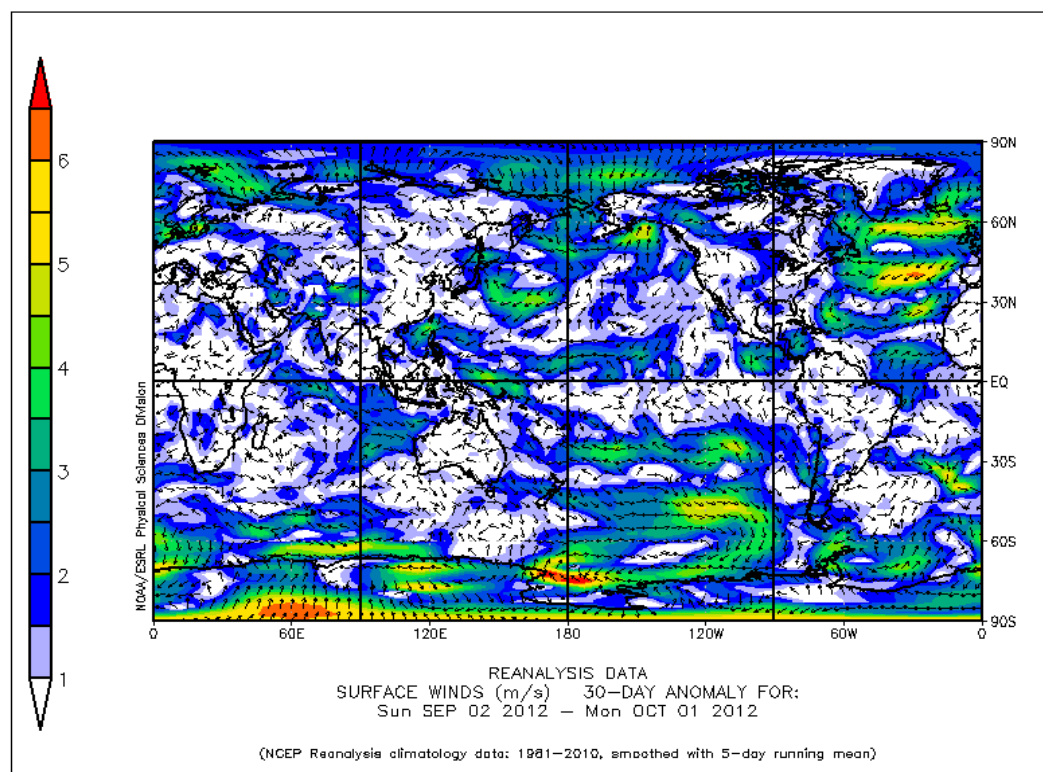 6
5
4
3
2
1
90N
60N
30N
EQ
30S
60S
90S
0
60E
120E
180
120W
60W
0
NOAA/ESRL Physical Sciences Division
REANALYSIS DATA
SURFACE WINDS (m/s) 30-DAY ANOMALY FOR:
Sun SEP 02 2012 - Mon OCT 01 2012
(NCEP Reanalysis climatology data: 1981-2010, smoothed with 5-day running mean)